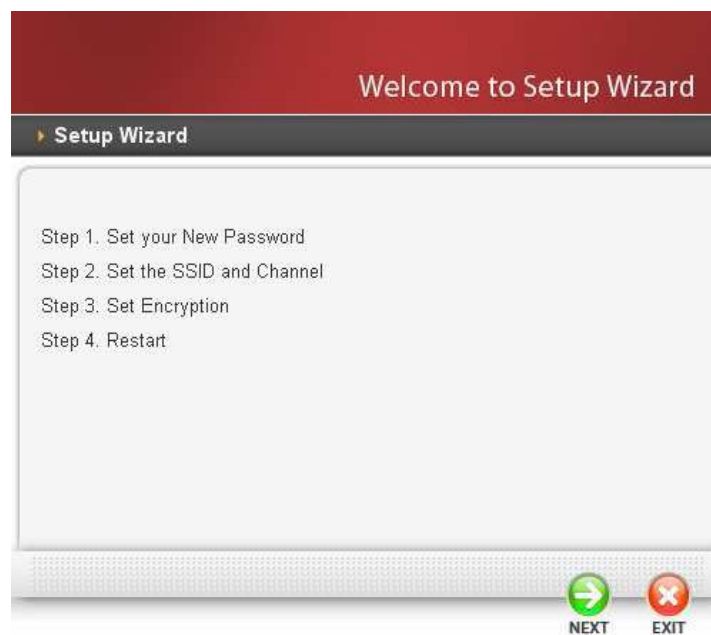 Welcome to Setup Wizard
Setup Wizard
Step 1. Set your New Password
Step 2. Set the SSID and Channel
Step 3. Set Encryption
Step 4. Restart
NEXT EXIT